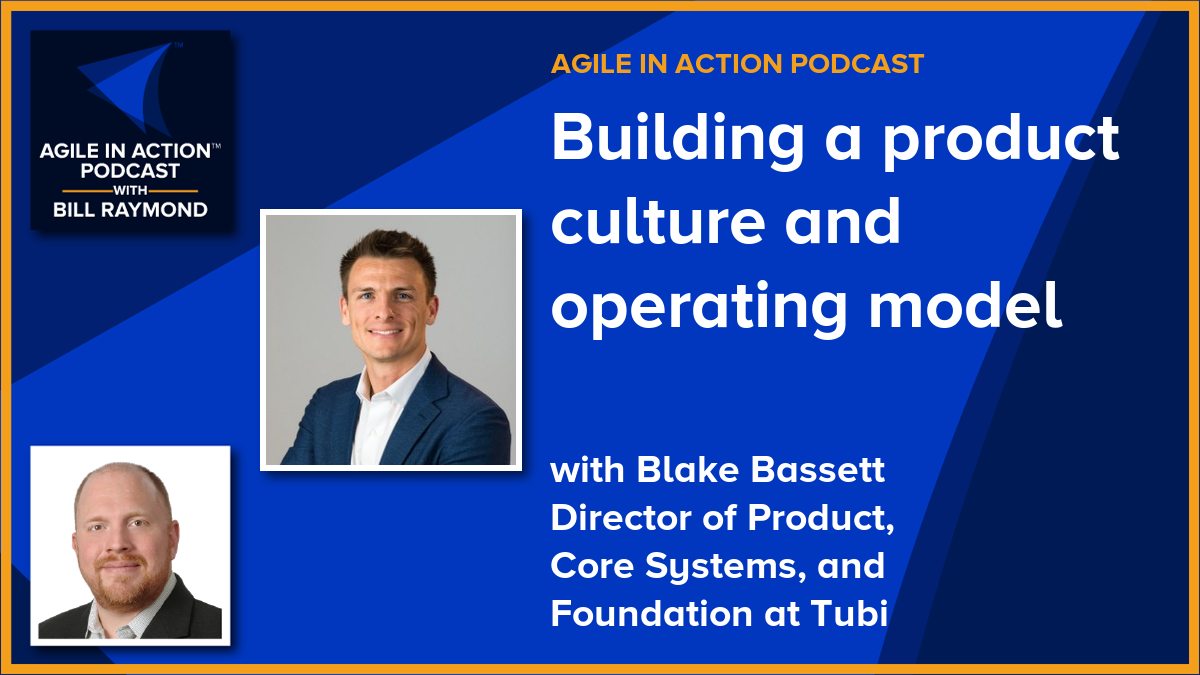 AGILE IN ACTION™
PODCAST
WITH
BILL RAYMOND
AGILE IN ACTION PODCAST
Building a product
culture and
operating model
with Blake Bassett
Director of Product,
Core Systems, and
Foundation at Tubi
TM